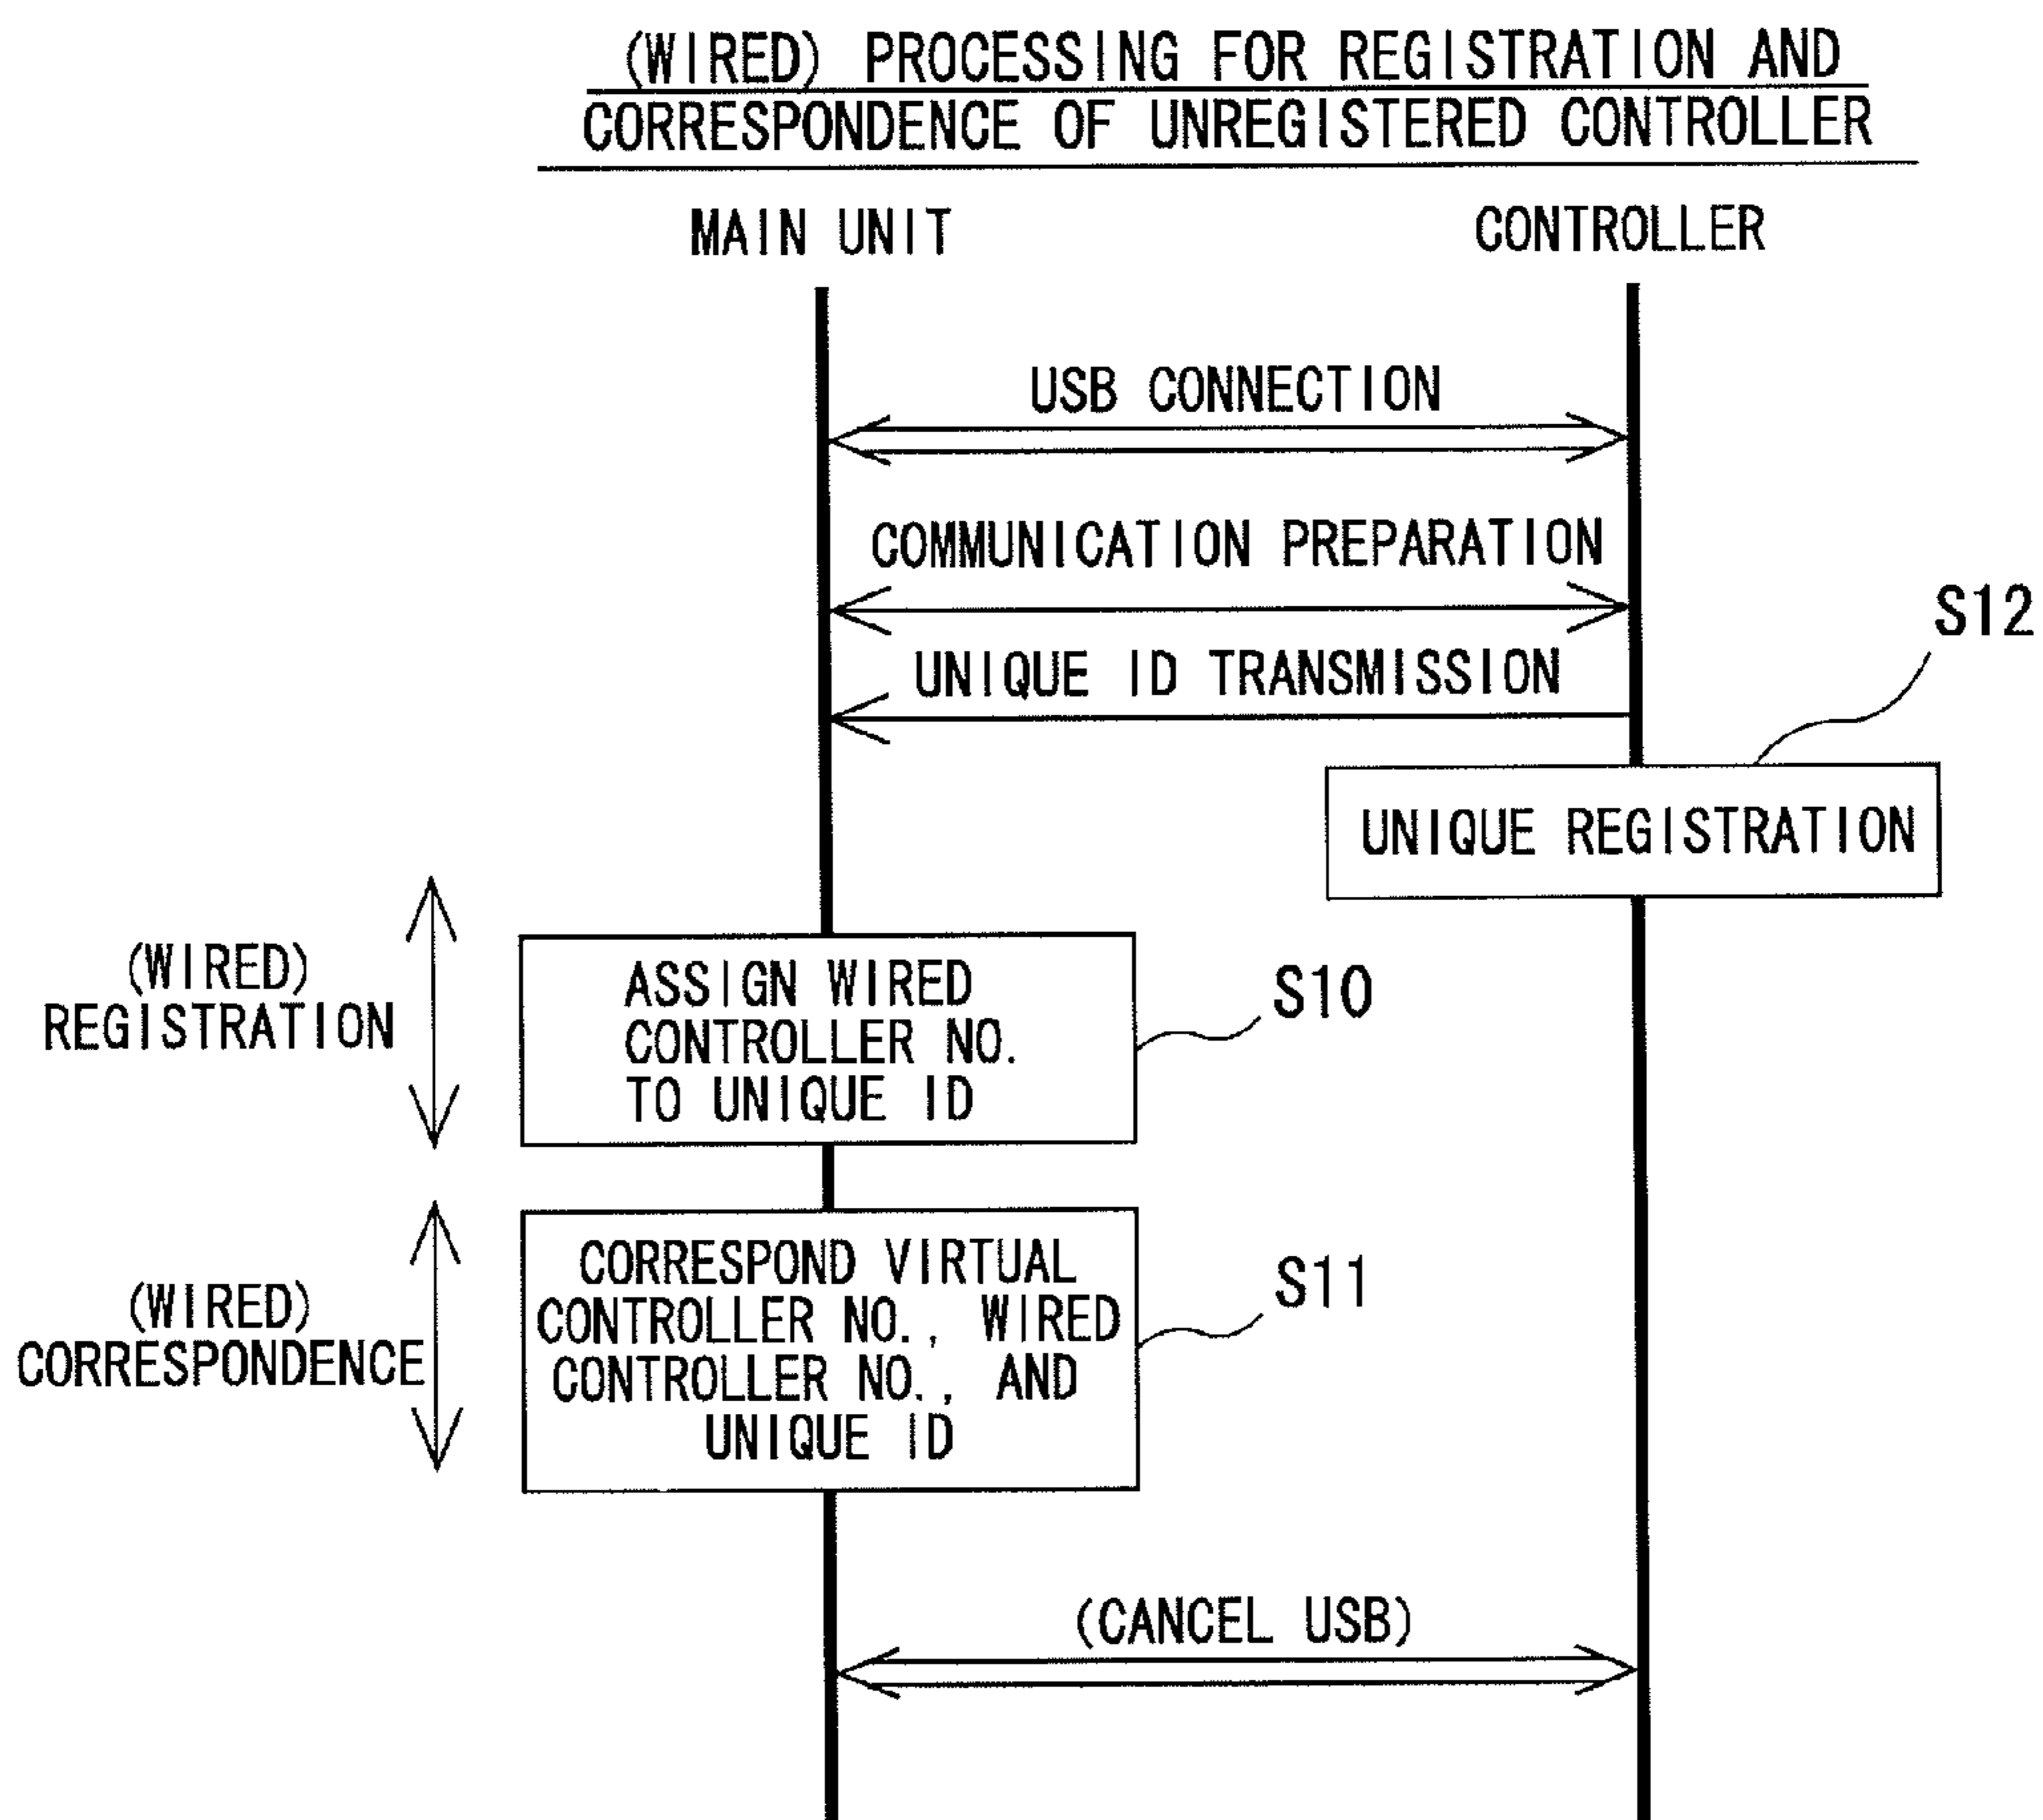 (WIRED) PROCESSING FOR REGISTRATION AND
CORRESPONDENCE OF UNREGISTERED CONTROLLER
MAIN UNIT
CONTROLLER
USB CONNECTION
COMMUNICATION PREPARATION
S12
UNIQUE ID TRANSMISSION
UNIQUE REGISTRATION
(WIRED)
REGISTRATION
ASSIGN WIRED
CONTROLLER NO.
TO UNIQUE ID
S10
(WIRED)
CORRESPONDENCE
CORRESPOND VIRTUAL
CONTROLLER NO., WIRED
CONTROLLER NO., AND
UNIQUE ID
S11
(CANCEL USB)